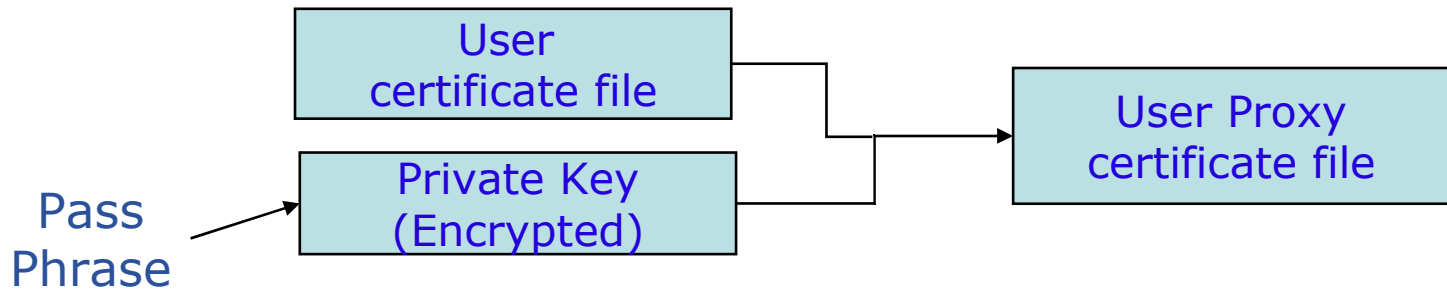 User
certificate file
User Proxy
certificate file
Private Key
(Encrypted)
Pass
Phrase